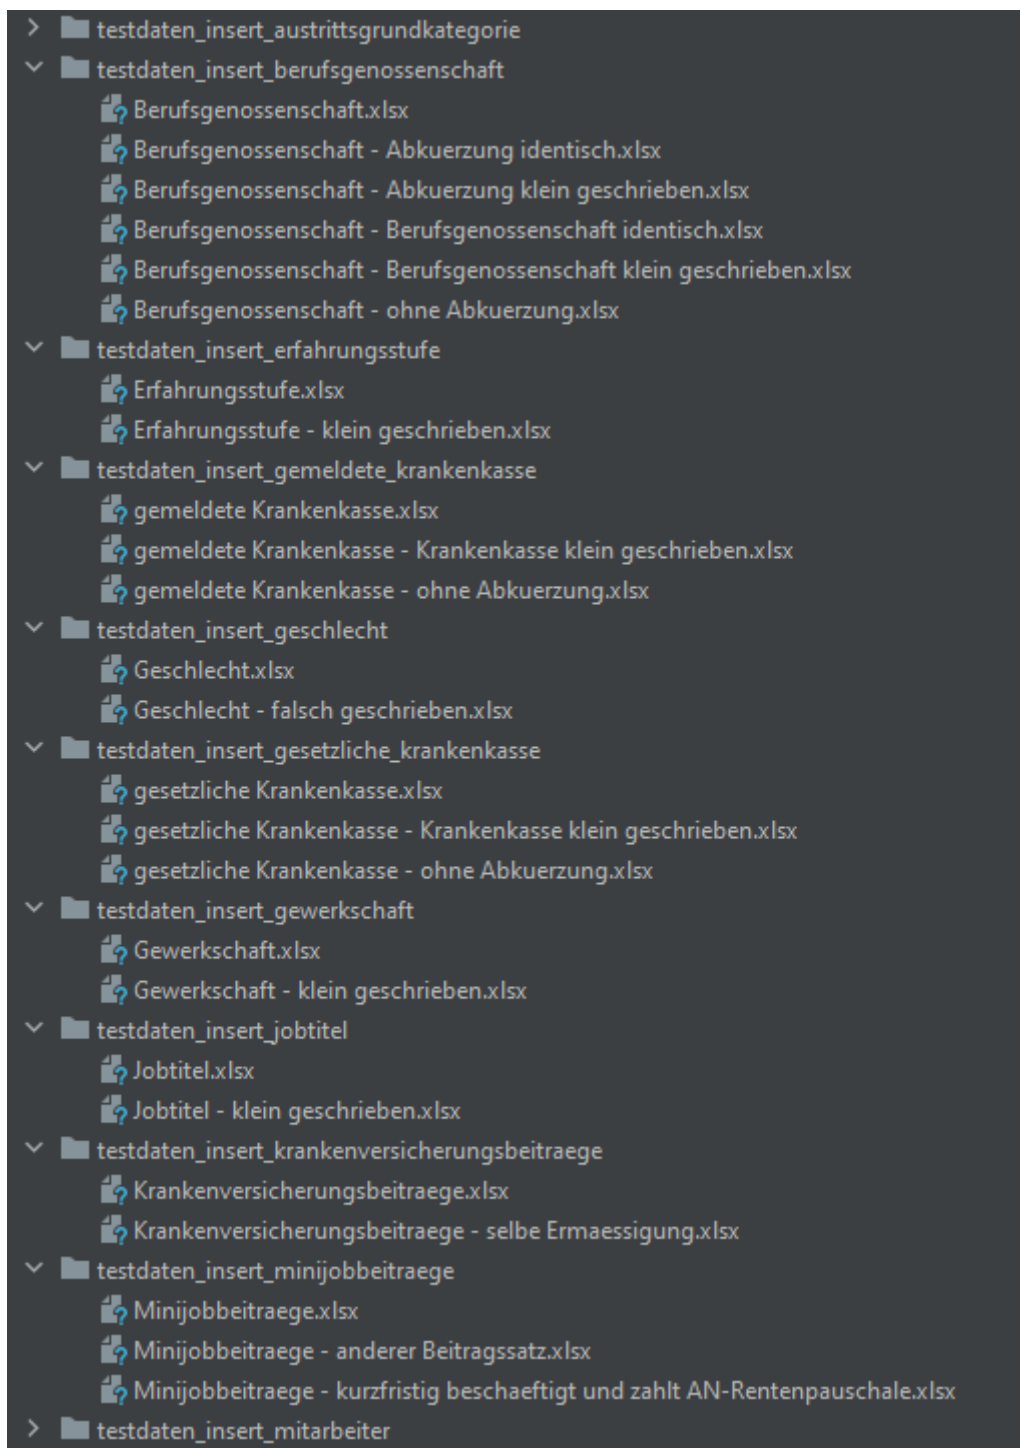 testdaten_insert_austrittsgrundkategorie
testdaten_insert_berufsgenossenschaft
Berufsgenossenschaft.xlsx
Berufsgenossenschaft - Abkuerzung identisch.xlsx
Berufsgenossenschaft - Abkuerzung klein geschrieben.xlsx
Berufsgenossenschaft - Berufsgenossenschaft identisch.xlsx
Berufsgenossenschaft - Berufsgenossenschaft klein geschrieben.xlsx
Berufsgenossenschaft - ohne Abkuerzung.xlsx
testdaten_insert_erfahrungsstufe
Erfahrungsstufe.xlsx
Erfahrungsstufe - klein geschrieben.xlsx
testdaten_insert_gemeldete_krankenkasse
gemeldete Krankenkasse.xlsx
gemeldete Krankenkasse - Krankenkasse klein geschrieben.xlsx
gemeldete Krankenkasse - ohne Abkuerzung.xlsx
testdaten_insert_geschlecht
Geschlecht.xlsx
Geschlecht - falsch geschrieben.xlsx
testdaten_insert_gesetzliche_krankenkasse
gesetzliche Krankenkasse.xlsx
gesetzliche Krankenkasse - Krankenkasse klein geschrieben.xlsx
gesetzliche Krankenkasse - ohne Abkuerzung.xlsx
testdaten_insert_gewerkschaft
Gewerkschaft.xlsx
Gewerkschaft - klein geschrieben.xlsx
testdaten_insert_jobtitel
Jobtitel.xlsx
Jobtitel - klein geschrieben.xlsx
testdaten_insert_krankenversicherungsbeitraege
Krankenversicherungsbeitraege.xlsx
Krankenversicherungsbeitraege - selbe Ermaessigung.xlsx
testdaten_insert_minijobbeitraege
Minijobbeitraege.xlsx
Minijobbeitraege - anderer Beitragssatz.xlsx
Minijobbeitraege - kurzfristig beschaeftigt und zahlt AN-Rentenpauschale.xlsx
testdaten_insert_mitarbeiter